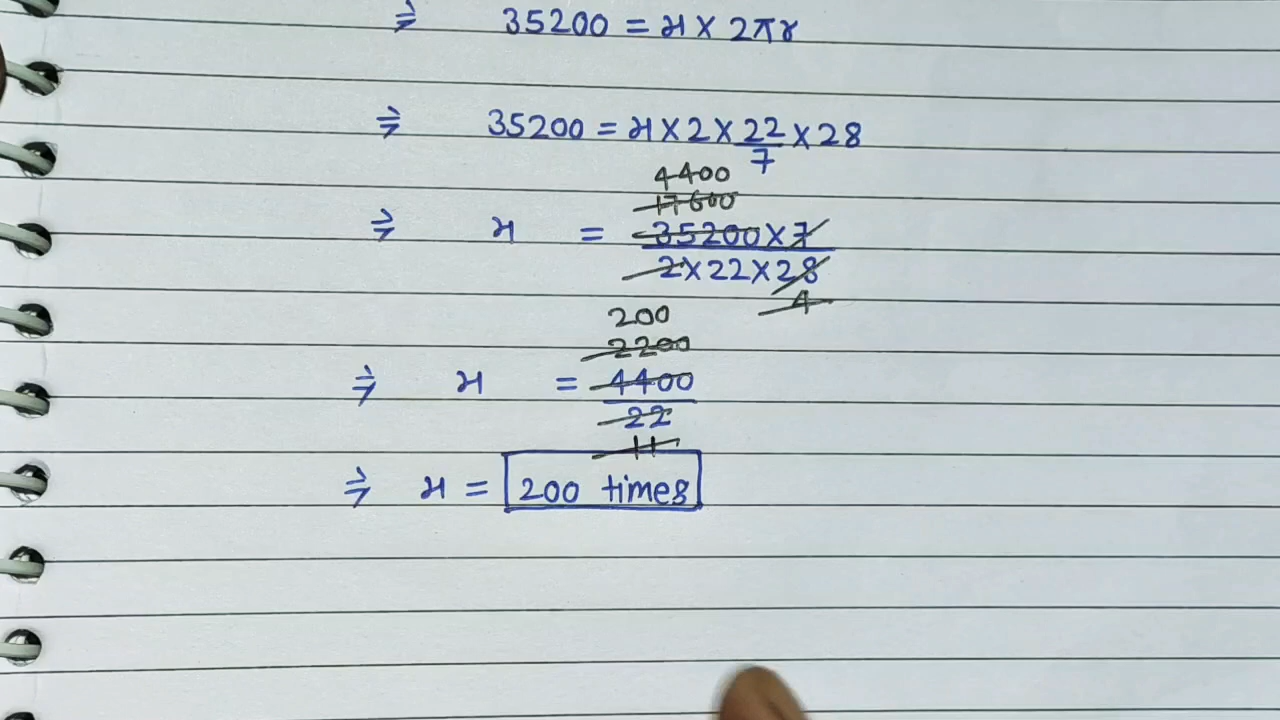 ⇒ 35200 = n × 2πr
⇒ 35200 = n × 2 × 22/7 × 28
4400
17600
⇒ n = 35200 × 7 / 2 × 22 × 28
4
200
2200
⇒ n = 4400 / 22
11
⇒ n = 200 times